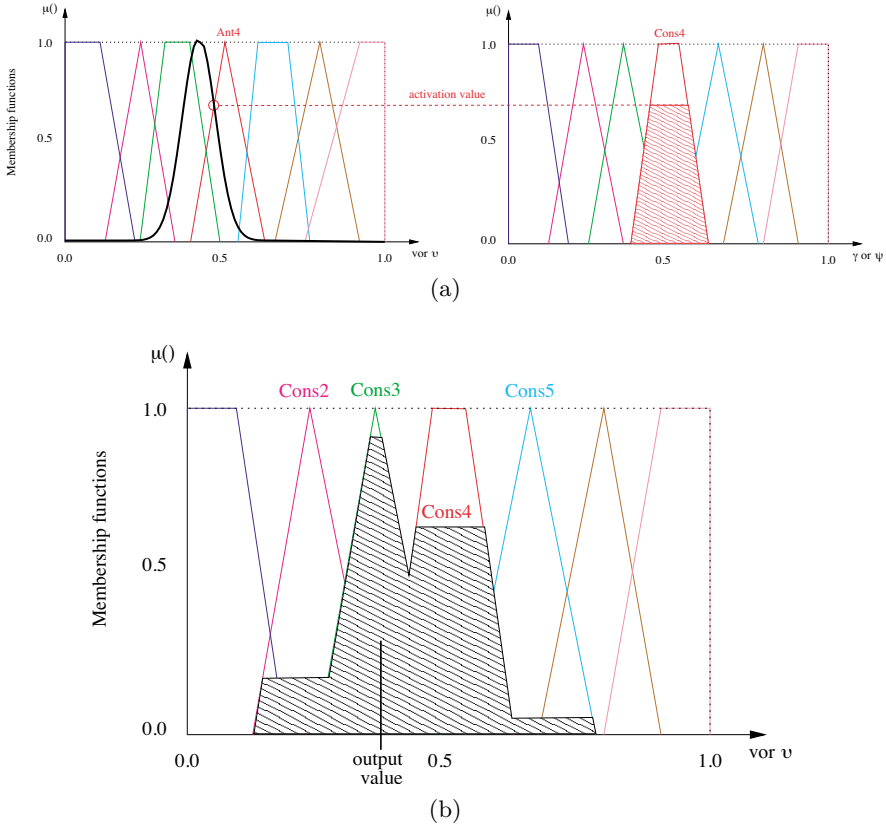 μ()
Ant4
1.0
0.5
0.0
Membership functions
0.0
0.5
1.0
vor υ
activation value
μ()
Cons4
1.0
0.5
0.0
0.0
0.5
1.0
γ or ψ
(a)
μ()
Cons2
Cons3
Cons5
1.0
Cons4
0.5
Membership functions
0.0
0.0
output
value
0.5
1.0
vor υ
(b)